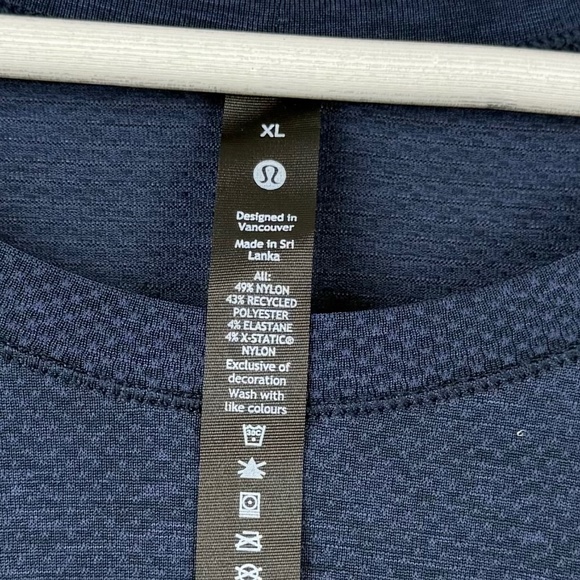 XL
Designed in
Vancouver
Made in Sri
Lanka
All:
49% NYLON
43% RECYCLED
POLYESTER
4% ELASTANE
4% X-STATIC®
NYLON
Exclusive of
decoration
Wash with
like colours
30C